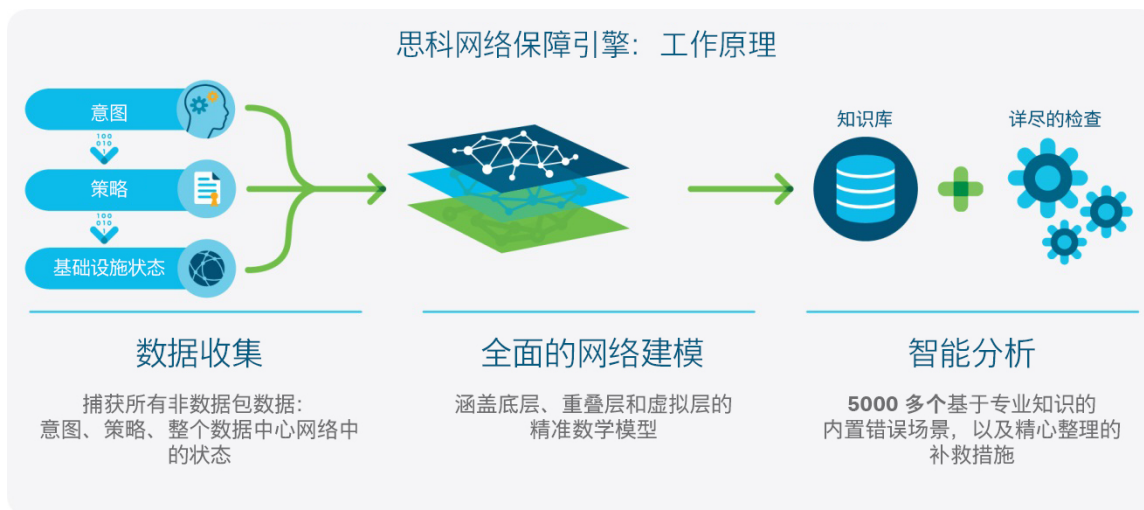 思科网络保障引擎：工作原理
意图
100
010
1
策略
100
010
1
基础设施状态
知识库
详尽的检查
数据收集
捕获所有非数据包数据：
意图、策略、整个数据中心网络中
的状态
全面的网络建模
涵盖底层、重叠层和虚拟层的
精准数学模型
智能分析
5000 多个基于专业知识的
内置错误场景，以及精心整理的
补救措施